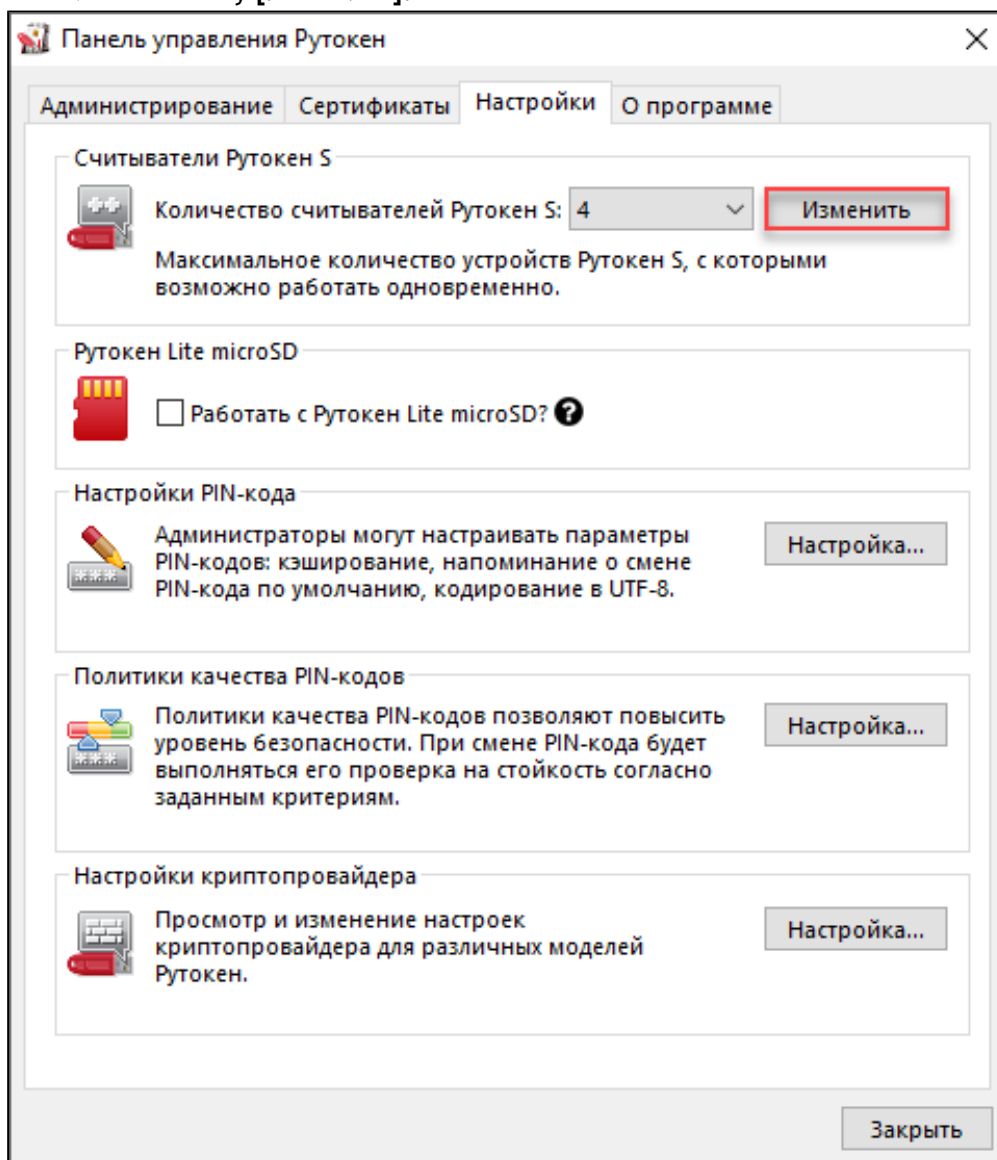 Панель управления Рутокен
Администрирование Сертификаты Настройки О программе
Считыватели Рутокен S
Количество считывателей Рутокен S: 4 Изменить
Максимальное количество устройств Рутокен S, с которыми
возможно работать одновременно.
Рутокен Lite microSD
Работать с Рутокен Lite microSD? ?
Настройки PIN-кода
Администраторы могут настраивать параметры
PIN-кодов: кэширование, напоминание о смене
PIN-кода по умолчанию, кодирование в UTF-8.
Настройка...
Политики качества PIN-кодов
Политики качества PIN-кодов позволяют повысить
уровень безопасности. При смене PIN-кода будет
выполняться его проверка на стойкость согласно
заданным критериям.
Настройка...
Настройки криптопровайдера
Просмотр и изменение настроек
криптопровайдера для различных моделей
Рутокен.
Настройка...
Закрыть